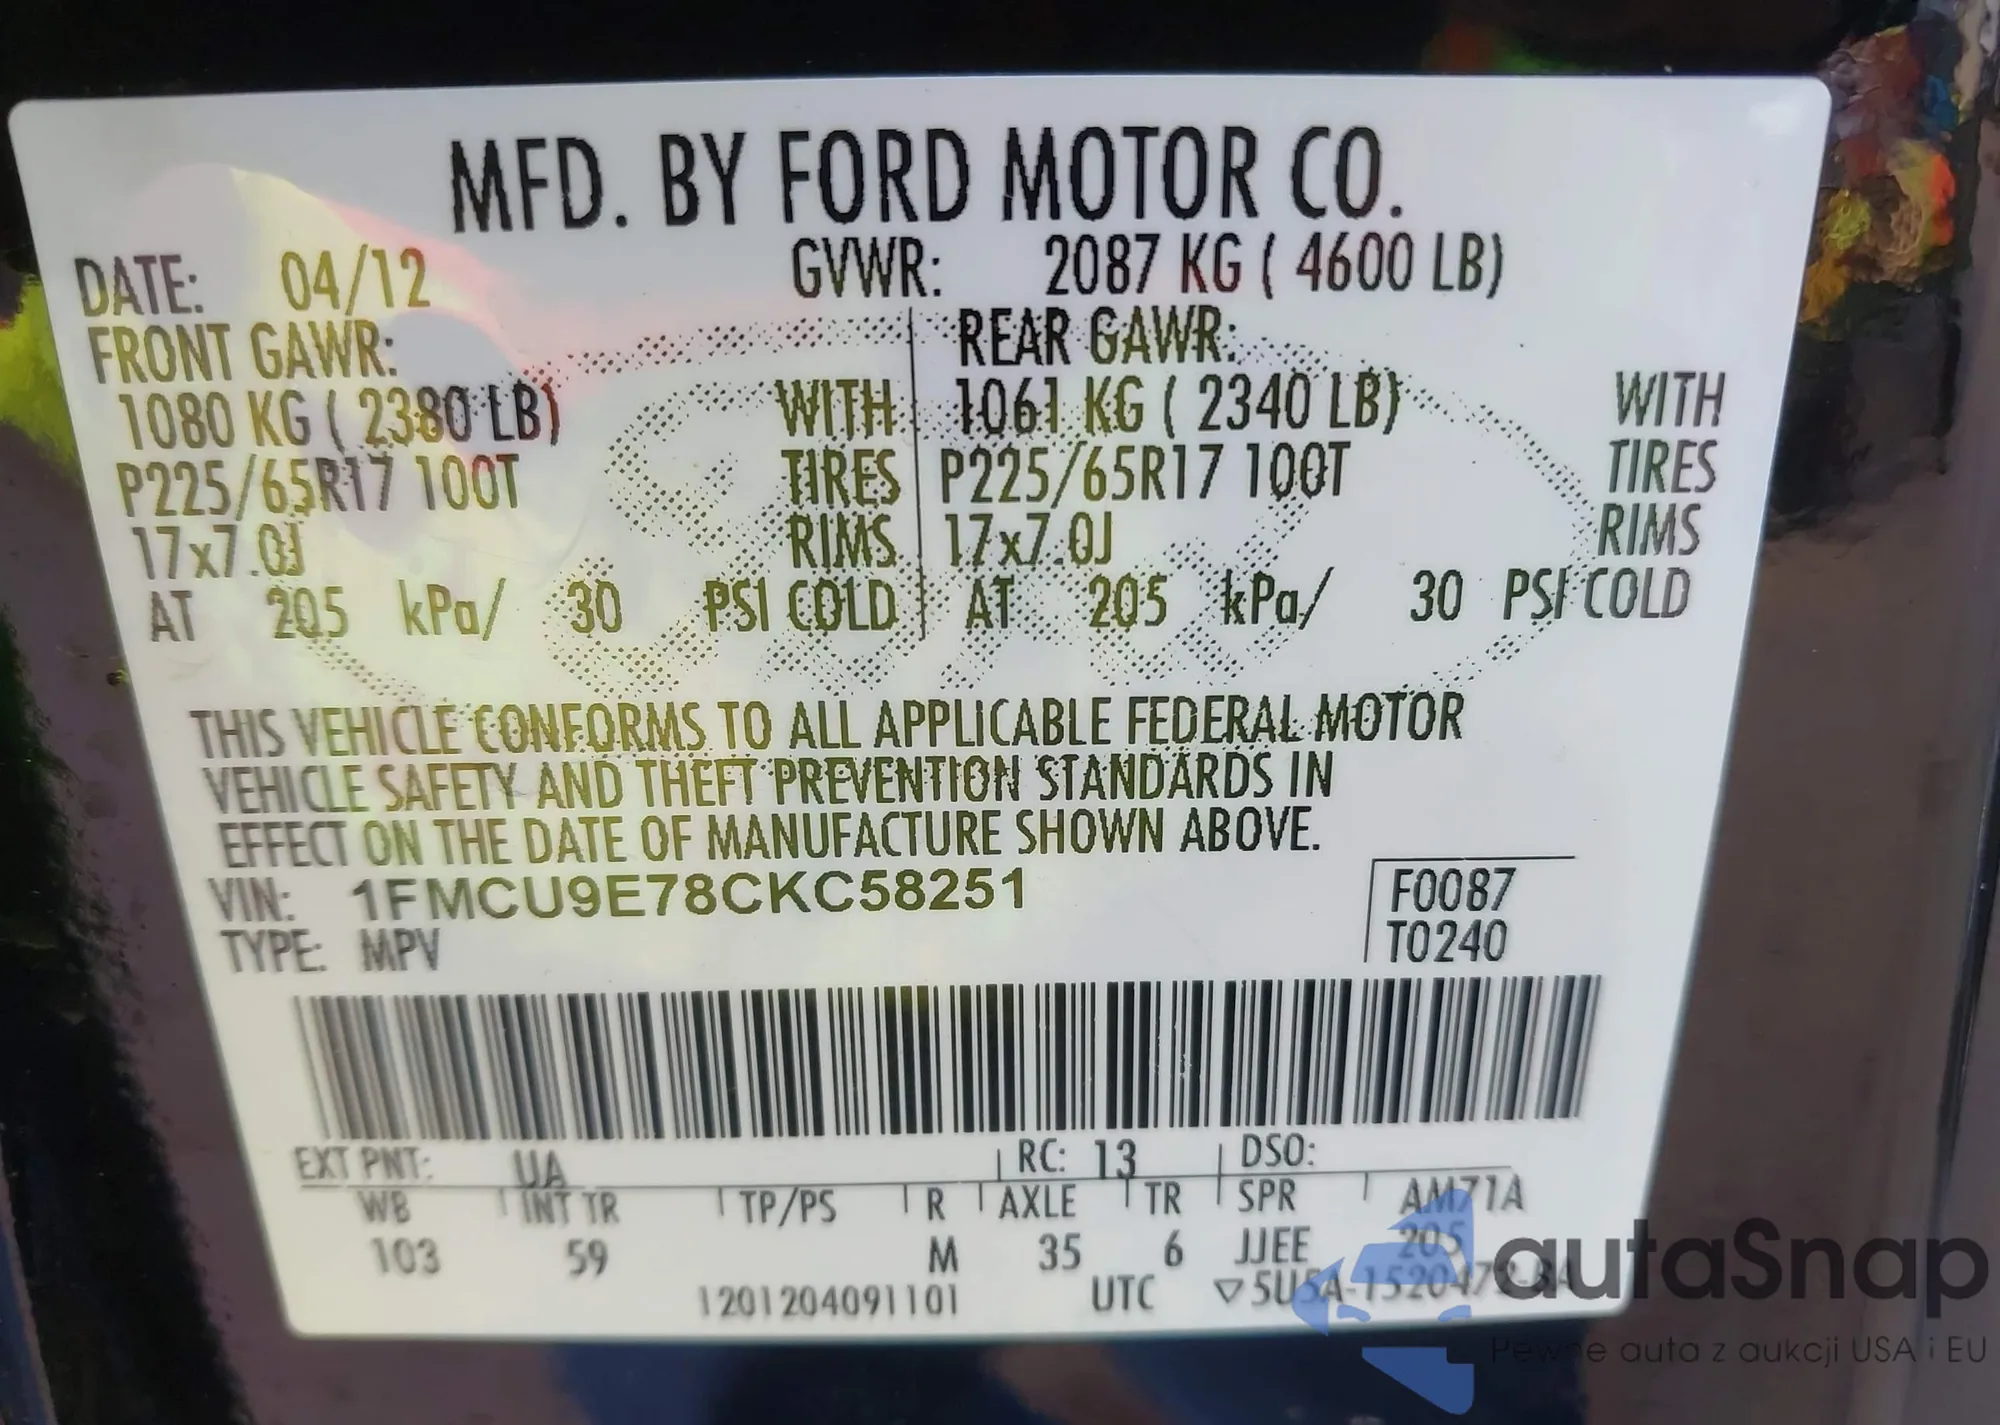 MFD. BY FORD MOTOR CO.
DATE: 04/12 GVWR: 2087 KG ( 4600 LB)
FRONT GAWR: REAR GAWR:
1080 KG ( 2380 LB) WITH 1061 KG ( 2340 LB) WITH
P225/65R17 100T TIRES P225/65R17 100T TIRES
17x7.0J RIMS 17x7.0J RIMS
AT 205 kPa/ 30 PSI COLD AT 205 kPa/ 30 PSI COLD
THIS VEHICLE CONFORMS TO ALL APPLICABLE FEDERAL MOTOR
VEHICLE SAFETY AND THEFT PREVENTION STANDARDS IN
EFFECT ON THE DATE OF MANUFACTURE SHOWN ABOVE.
VIN: 1FMCU9E78CKC58251 F0087
TYPE: MPV T0240
EXT PNT: UA RC: 13 DSO:
WB INT TR TP/PS R AXLE TR SPR AM71A
103 59 M 35 6 JJEE 205
1201204091101 UTC ▽5U5A-1520472-BA
autaSnap
Pewne auta z aukcji USA i EU